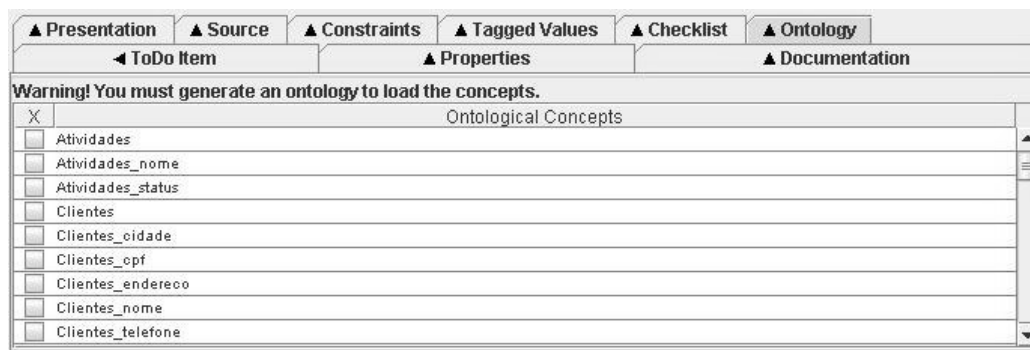 ▲ Presentation ▲ Source ▲ Constraints ▲ Tagged Values ▲ Checklist ▲ Ontology
◄ ToDo Item ▲ Properties ▲ Documentation
Warning! You must generate an ontology to load the concepts.
X Ontological Concepts
Atividades
Atividades_nome
Atividades_status
Clientes
Clientes_cidade
Clientes_cpf
Clientes_endereco
Clientes_nome
Clientes_telefone